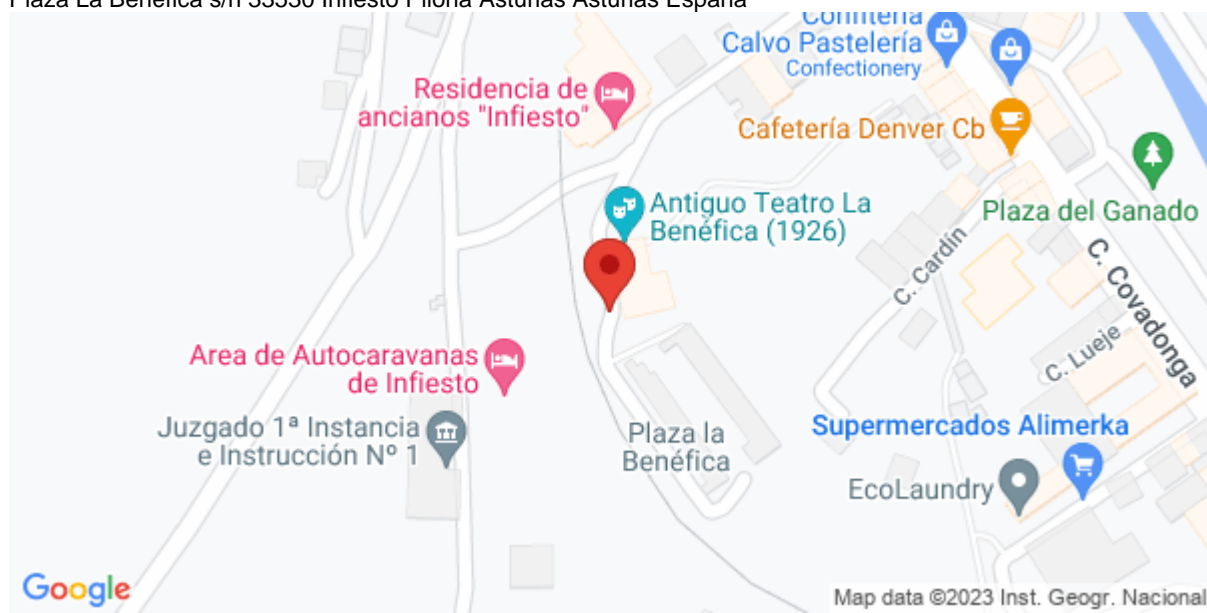 Plaza La Benéfica s/n 33530 Infiesto Piloña Asturias Asturias España
Confitería
Calvo Pastelería
Confectionery
Residencia de
ancianos "Infiesto"
Cafetería Denver Cb
Antiguo Teatro La
Benéfica (1926)
Plaza del Ganado
C. Cardín
C. Covadonga
C. Lueje
Area de Autocaravanas
de Infiesto
Juzgado 1ª Instancia
e Instrucción Nº 1
Plaza la
Benéfica
Supermercados Alimerka
EcoLaundry
Google
Map data ©2023 Inst. Geogr. Nacional